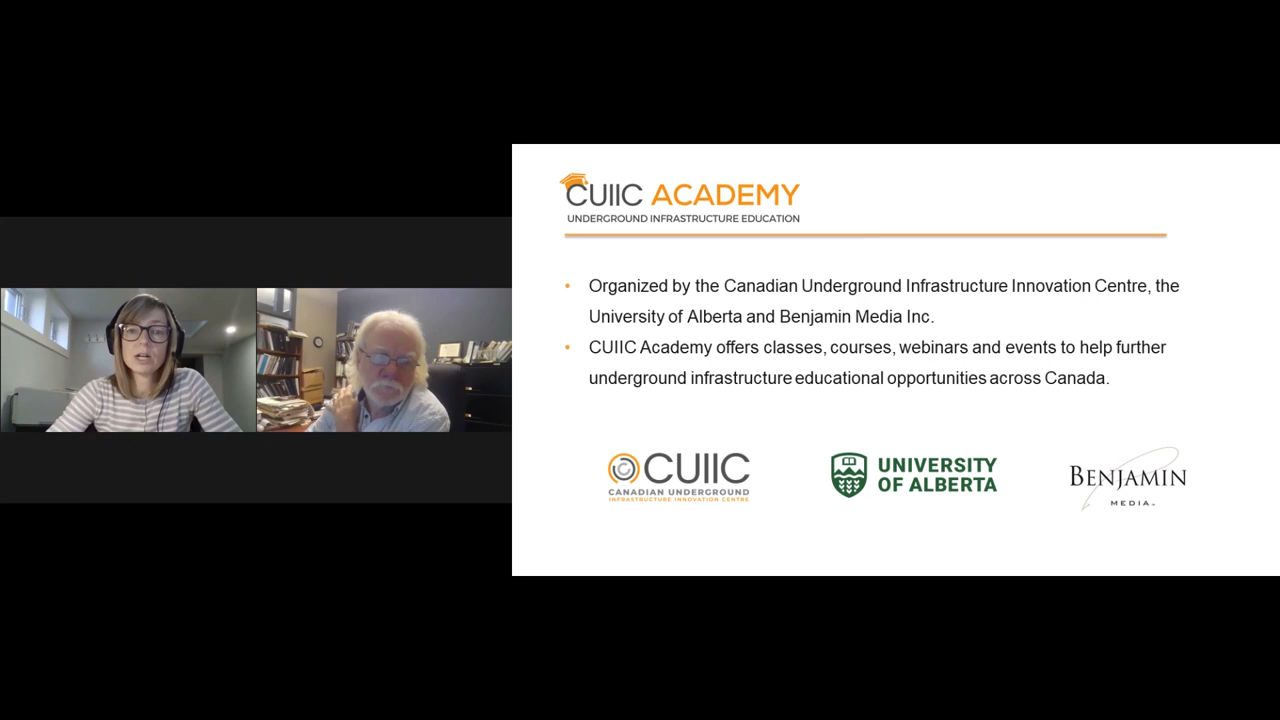 CUIIC ACADEMY
UNDERGROUND INFRASTRUCTURE EDUCATION
• Organized by the Canadian Underground Infrastructure Innovation Centre, the
University of Alberta and Benjamin Media Inc.
• CUIIC Academy offers classes, courses, webinars and events to help further
underground infrastructure educational opportunities across Canada.
CUIIC
CANADIAN UNDERGROUND
INFRASTRUCTURE INNOVATION CENTRE
UNIVERSITY
OF ALBERTA
BENJAMIN
MEDIA